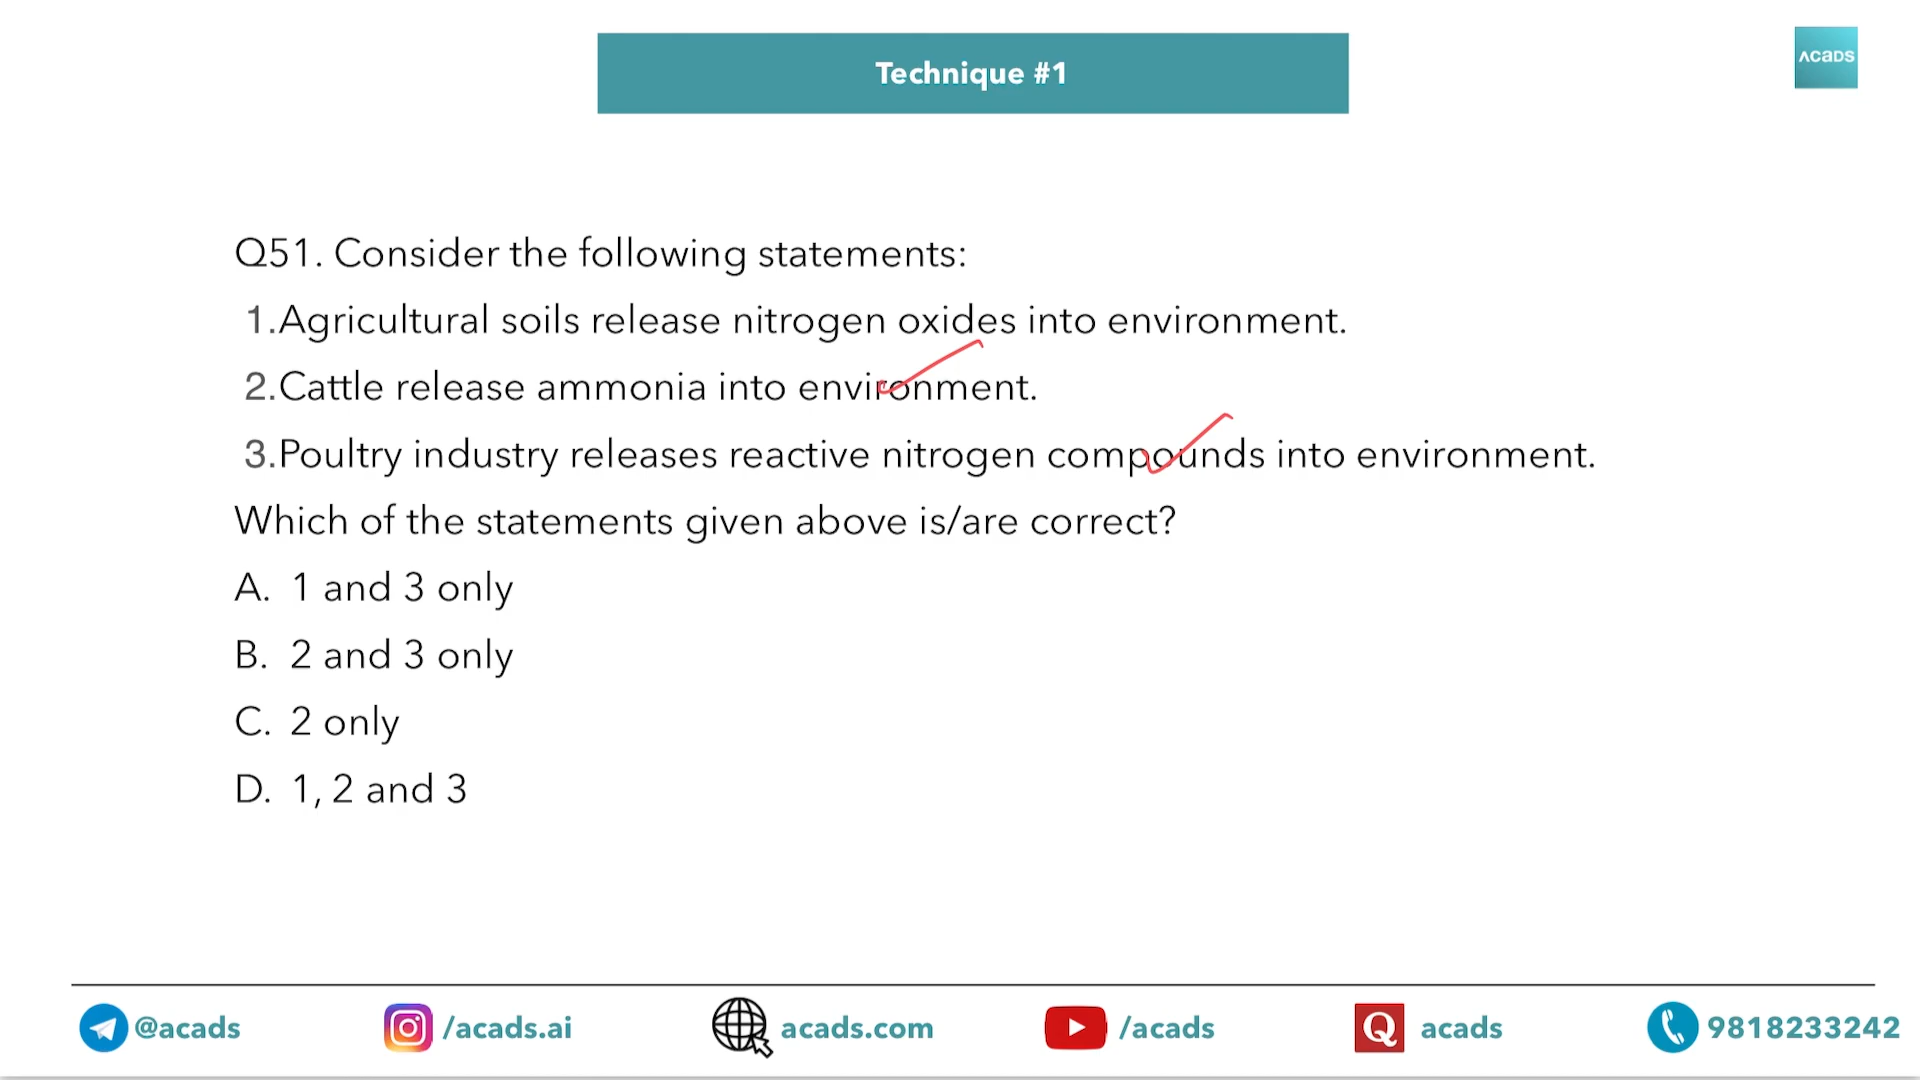 Technique #1
ACADS
Q51. Consider the following statements:
1.Agricultural soils release nitrogen oxides into environment.
2.Cattle release ammonia into environment.
3.Poultry industry releases reactive nitrogen compounds into environment.
Which of the statements given above is/are correct?
A. 1 and 3 only
B. 2 and 3 only
C. 2 only
D. 1, 2 and 3
@acads /acads.ai acads.com /acads Q acads 9818233242